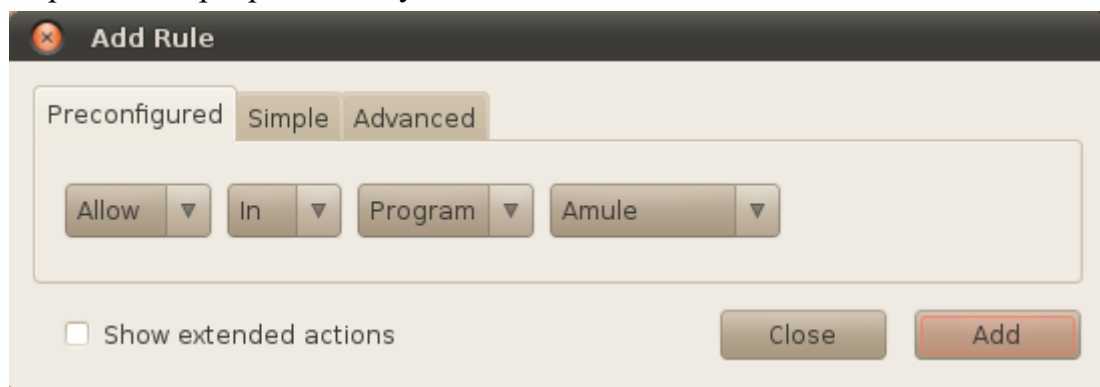 Add Rule
Preconfigured Simple Advanced
Allow In Program Amule
Show extended actions Close Add